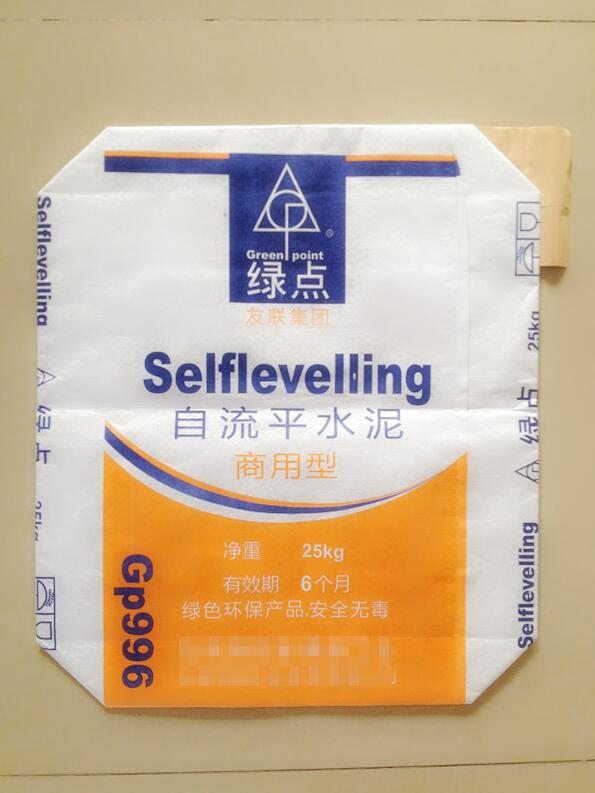 Green point
绿点
友联集团
Selflevelling
自流平水泥
商用型
净重 25kg
有效期 6个月
绿色环保产品,安全无毒
Gp996
Selflevelling
绿点
25kg
25kg
绿点
Selflevelling